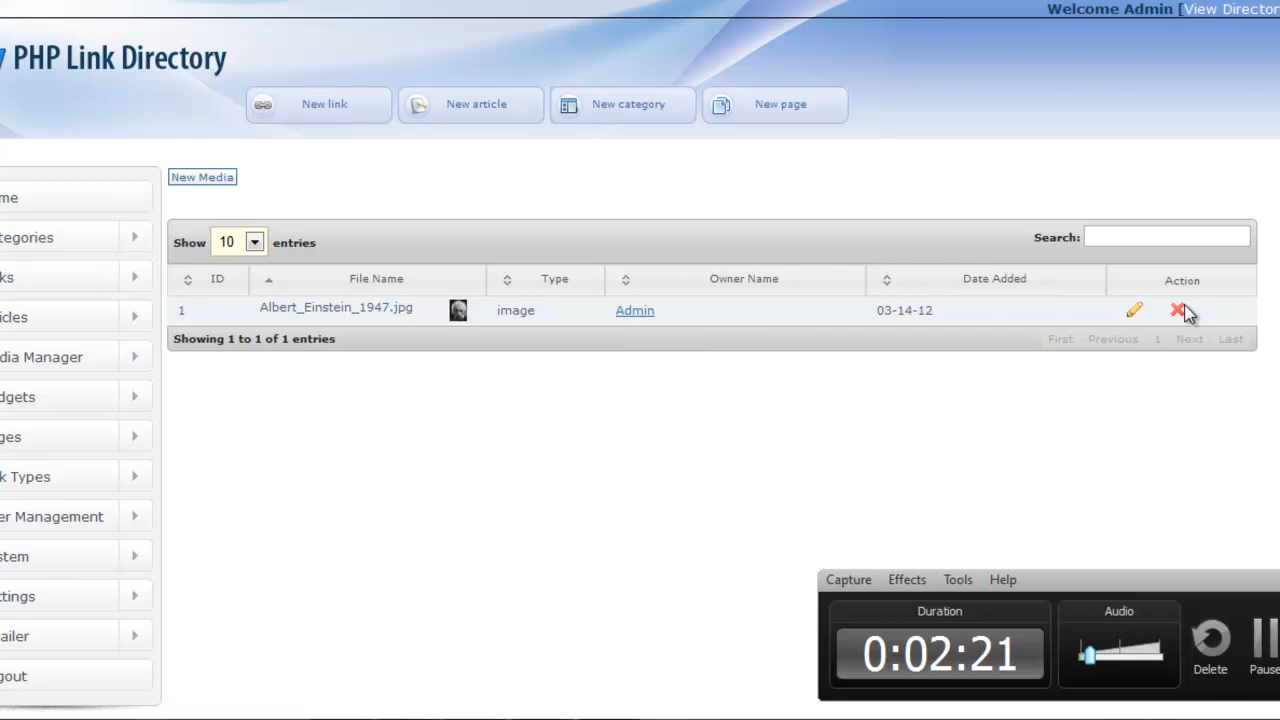 Welcome Admin [View Director
PHP Link Directory
New link
New article
New category
New page
New Media
me
tegories
ks
icles
dia Manager
dgets
ges
k Types
er Management
stem
ttings
ailer
gout
Show 10 entries
Search:
ID File Name Type Owner Name Date Added Action
1 Albert_Einstein_1947.jpg image Admin 03-14-12
Showing 1 to 1 of 1 entries
First Previous 1 Next Last
Capture Effects Tools Help
Duration
Audio
0:02:21
Delete
Pause